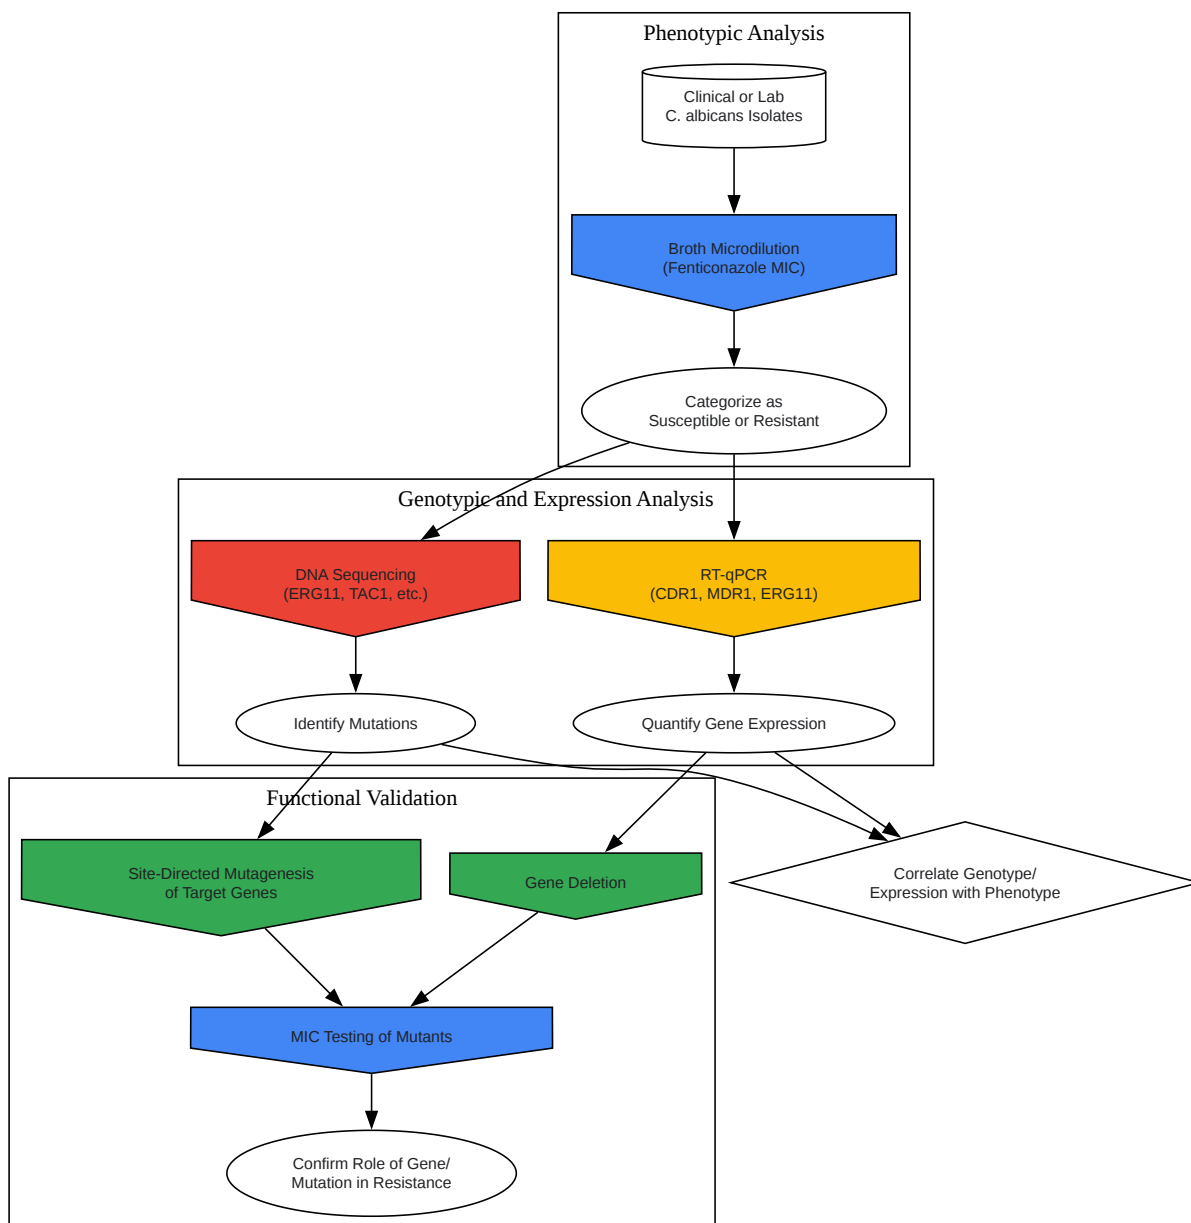 Phenotypic Analysis
Clinical or Lab
C. albicans Isolates
Broth Microdilution
(Fenticonazole MIC)
Categorize as
Susceptible or Resistant
Genotypic and Expression Analysis
DNA Sequencing
(ERG11, TAC1, etc.)
RT-qPCR
(CDR1, MDR1, ERG11)
Identify Mutations
Quantify Gene Expression
Functional Validation
Site-Directed Mutagenesis
of Target Genes
Gene Deletion
Correlate Genotype/
Expression with Phenotype
MIC Testing of Mutants
Confirm Role of Gene/
Mutation in Resistance